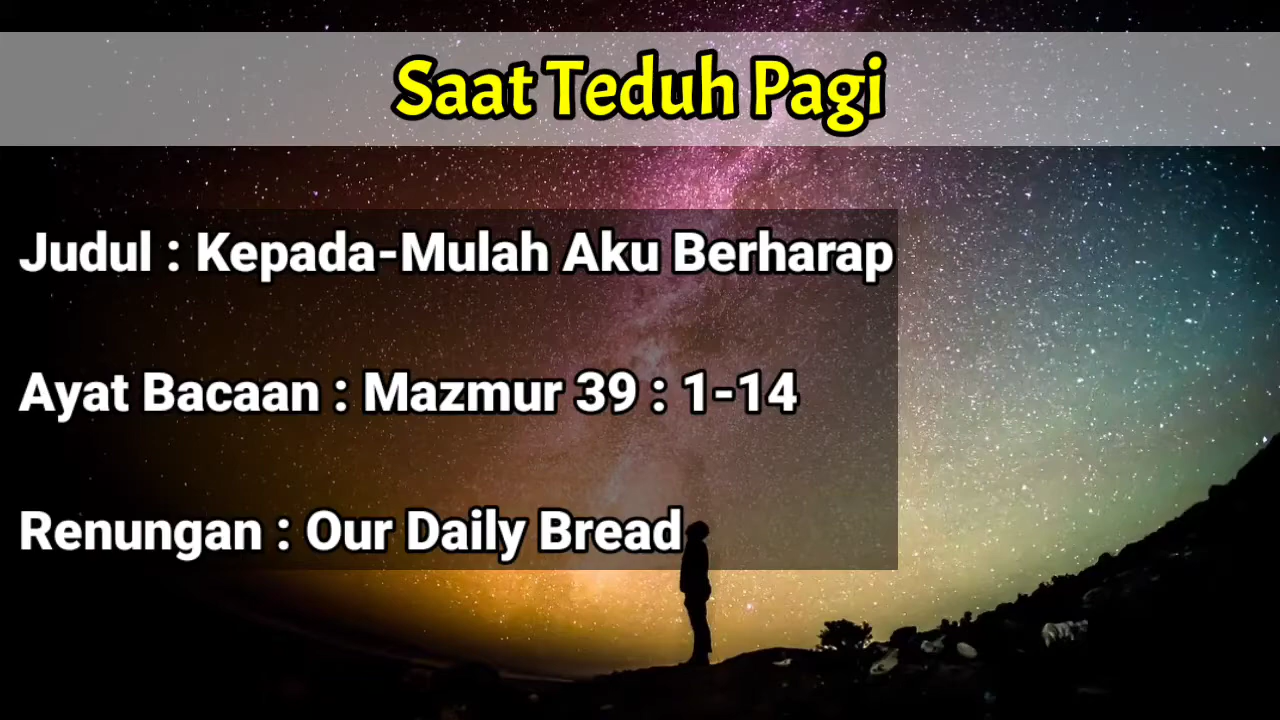 Saat Teduh Pagi
Judul : Kepada-Mulah Aku Berharap
Ayat Bacaan : Mazmur 39 : 1-14
Renungan : Our Daily Bread